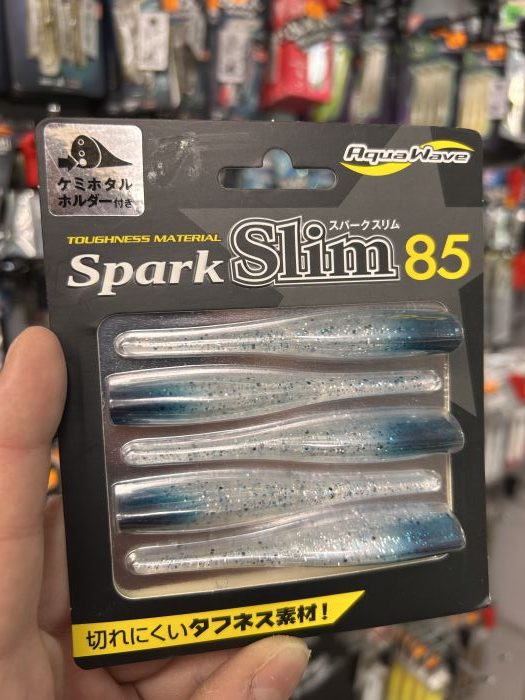 AquaWave
ケミホタル
ホルダー付き
TOUGHNESS MATERIAL
スパークスリム
Spark Slim 85
切れにくいタフネス素材！